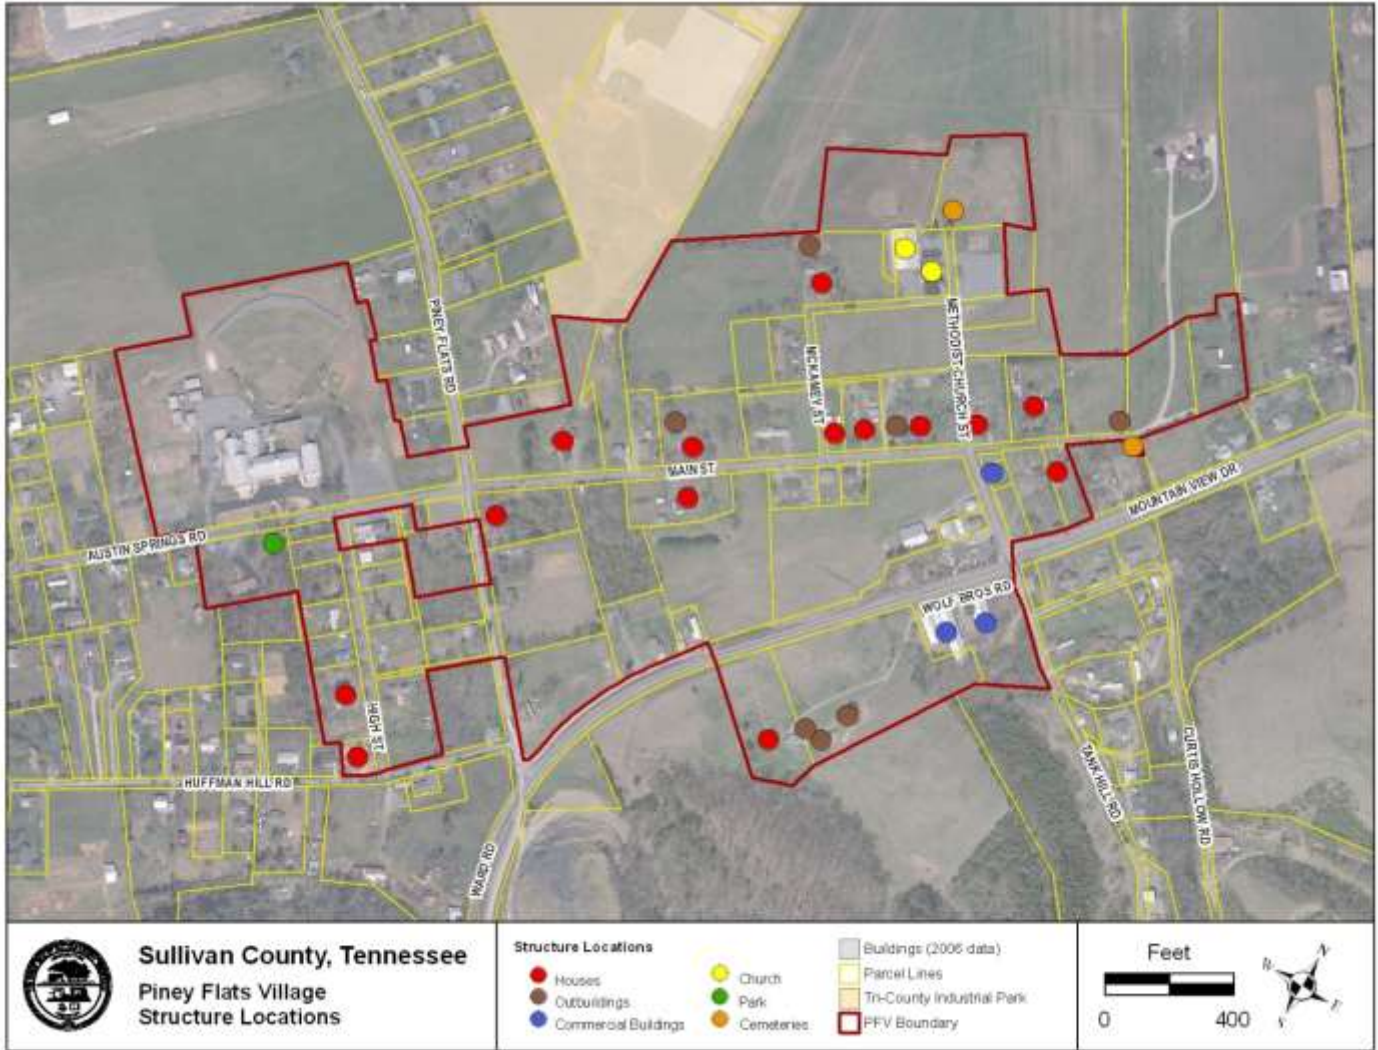 PINEY FLATS RD
METHODIST CHURCH ST
MCKAMEY ST
MAIN ST
MOUNTAIN VIEW DR
AUSTIN SPRINGS RD
WOLF BROS RD
HIGH ST
HUFFMAN HILL RD
TANK HILL RD
CURTIS HOLLOW RD
WARD RD
Sullivan County, Tennessee
Piney Flats Village
Structure Locations
Structure Locations
Houses
Outbuildings
Commercial Buildings
Church
Park
Cemeteries
Buildings (2006 data)
Parcel Lines
Tri-County Industrial Park
PFV Boundary
Feet
0 400
N
E
S